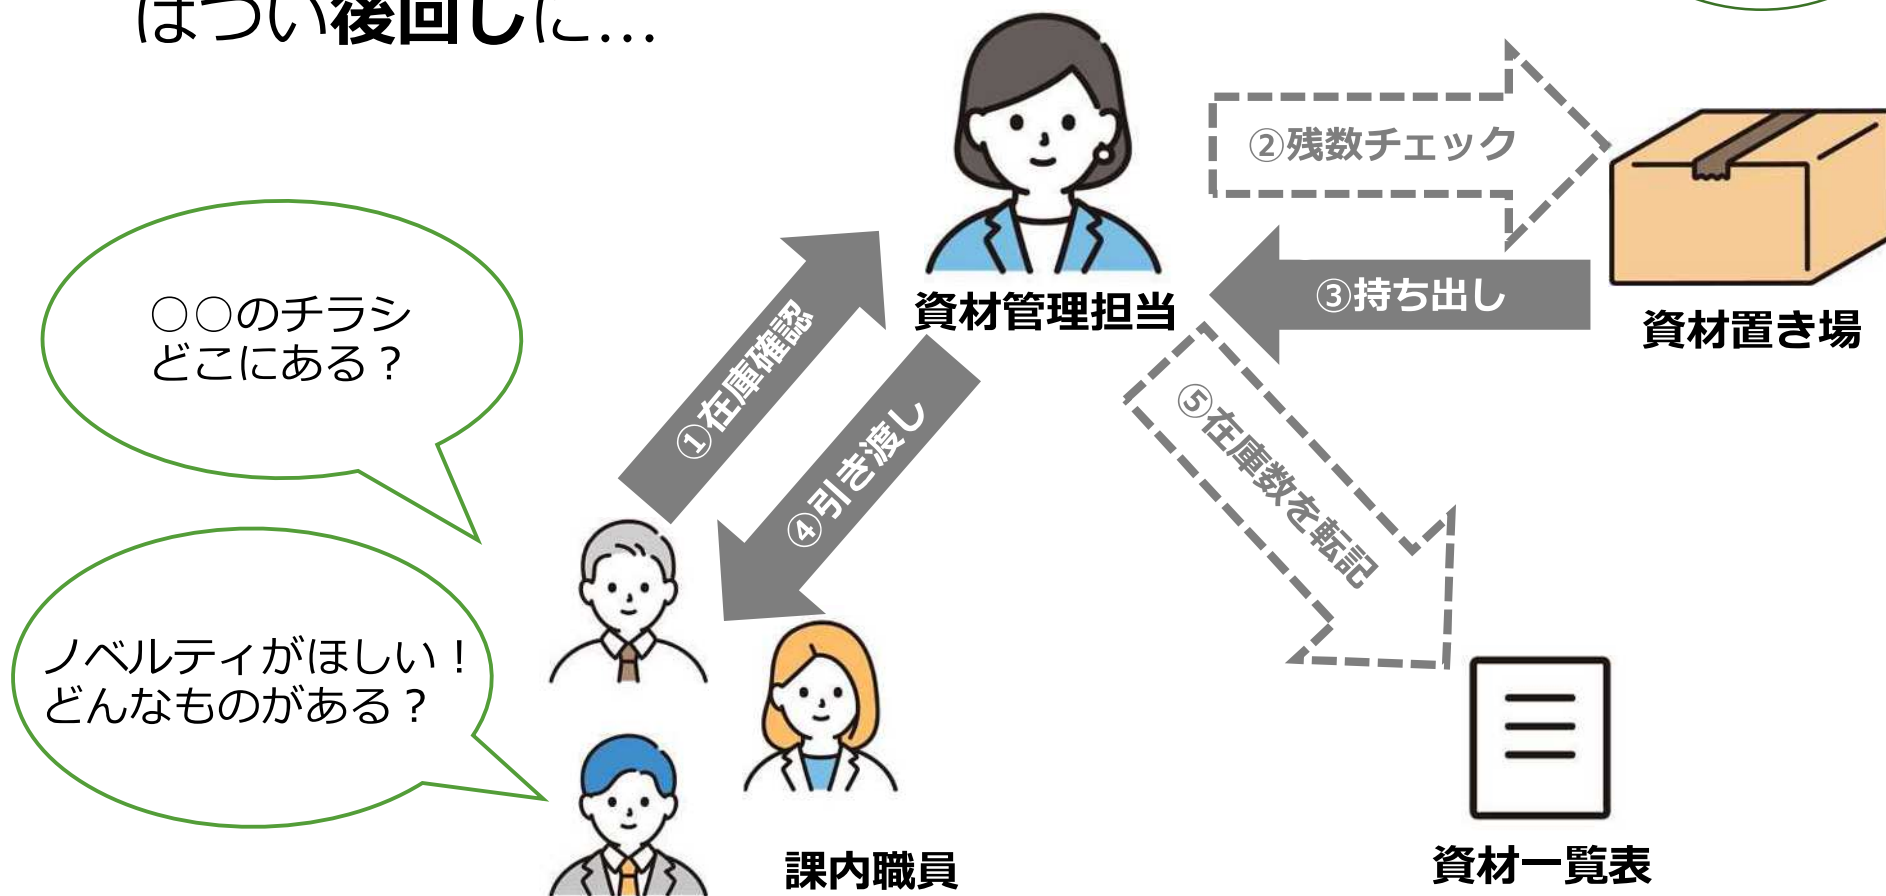 はつい後回しに…
②残数チェック
③持ち出し
資材管理担当
資材置き場
○○のチラシ
どこにある？
①在庫確認
④引き渡し
⑤在庫数を転記
ノベルティがほしい！
どんなものがある？
課内職員
資材一覧表